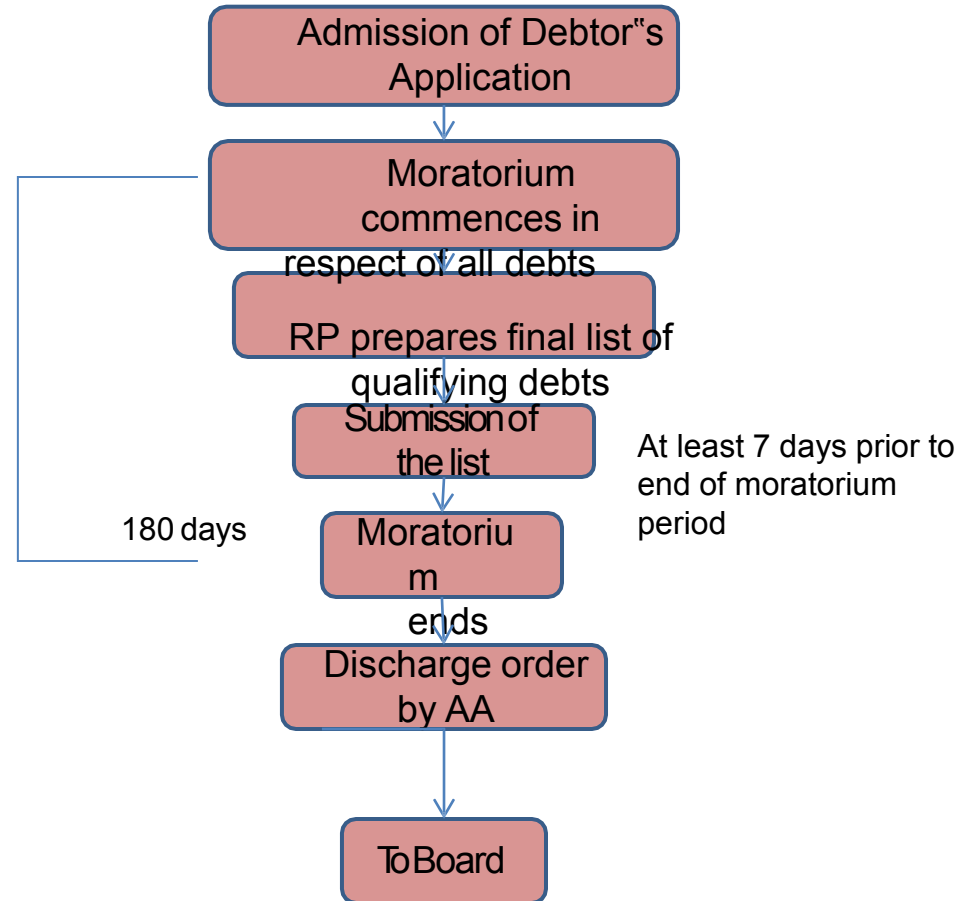 Admission of Debtor‟s
Application
Moratorium
commences in
respect of all debts
RP prepares final list of
qualifying debts
Submission of
the list
At least 7 days prior to
end of moratorium
period
180 days
Moratoriu
m
ends
Discharge order
by AA
To Board